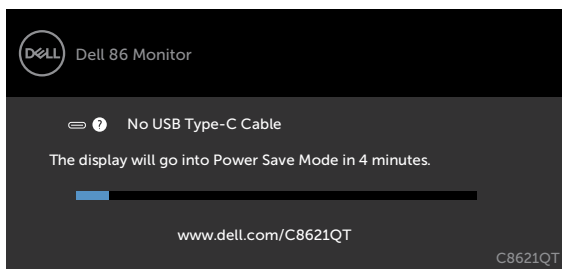 DELL
Dell 86 Monitor
? No USB Type-C Cable
The display will go into Power Save Mode in 4 minutes.
www.dell.com/C8621QT
C8621QT